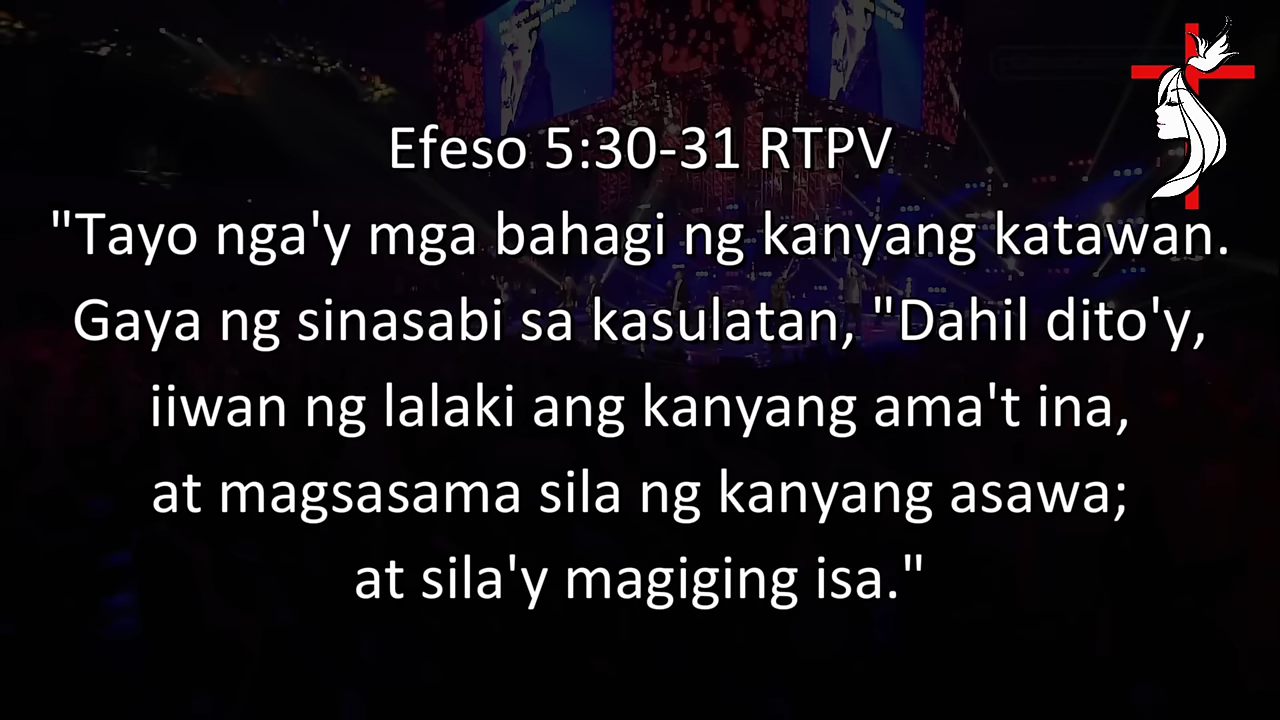 Efeso 5:30-31 RTPV
"Tayo nga'y mga bahagi ng kanyang katawan.
Gaya ng sinasabi sa kasulatan, "Dahil dito'y,
iiwan ng lalaki ang kanyang ama't ina,
at magsasama sila ng kanyang asawa;
at sila'y magiging isa."